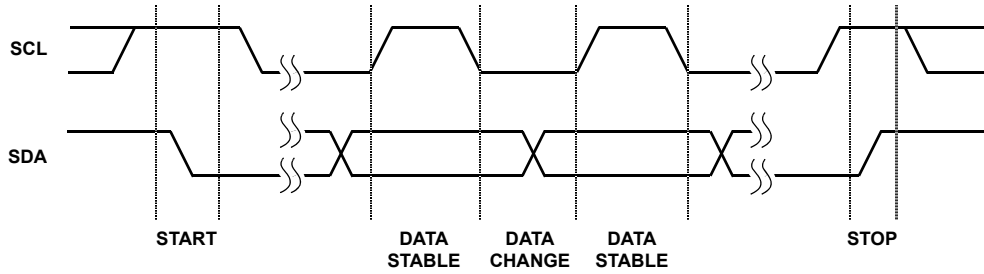 SCL
SDA
START
DATA
STABLE
DATA
CHANGE
DATA
STABLE
STOP